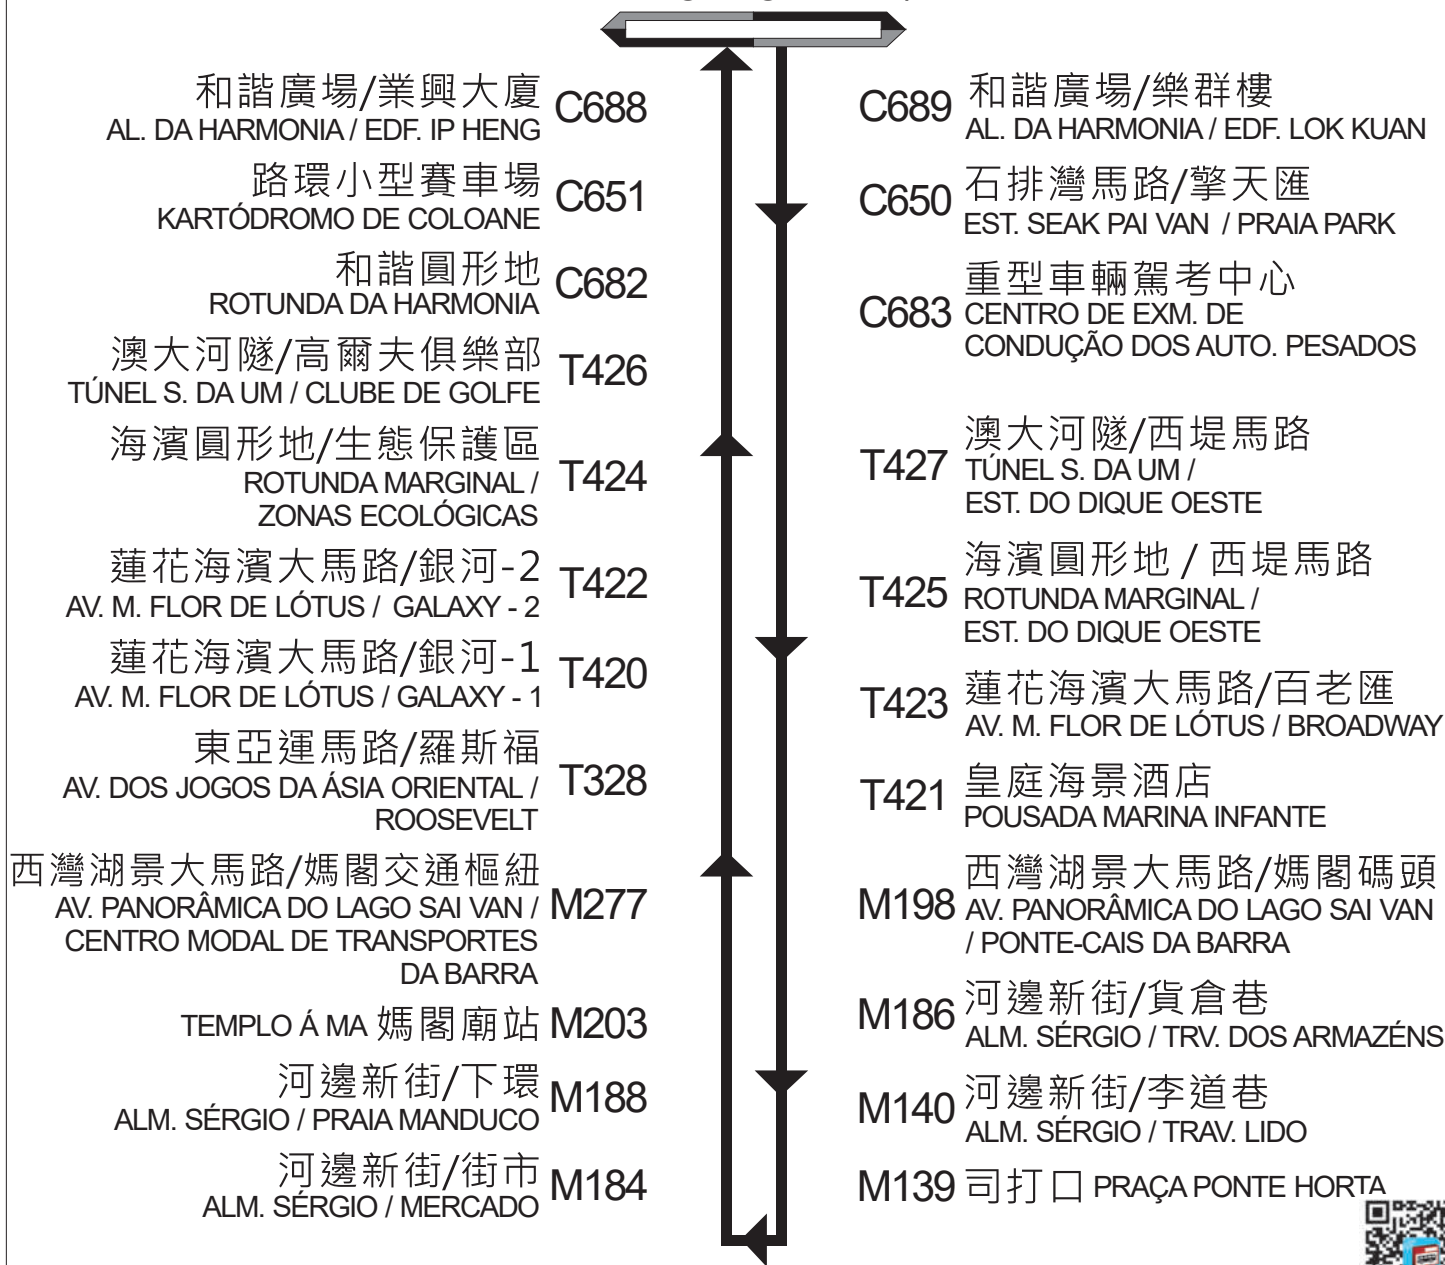 和諧廣場/業興大廈
AL. DA HARMONIA / EDF. IP HENG
C688
路環小型賽車場
KARTÓDROMO DE COLOANE
C651
和諧圓形地
ROTUNDA DA HARMONIA
C682
澳大河隧/高爾夫俱樂部
TÚNEL S. DA UM / CLUBE DE GOLFE
T426
海濱圓形地/生態保護區
ROTUNDA MARGINAL /
ZONAS ECOLÓGICAS
T424
蓮花海濱大馬路/銀河-2
AV. M. FLOR DE LÓTUS / GALAXY - 2
T422
蓮花海濱大馬路/銀河-1
AV. M. FLOR DE LÓTUS / GALAXY - 1
T420
東亞運馬路/羅斯福
AV. DOS JOGOS DA ÁSIA ORIENTAL /
ROOSEVELT
T328
西灣湖景大馬路/媽閣交通樞紐
AV. PANORÂMICA DO LAGO SAI VAN /
CENTRO MODAL DE TRANSPORTES
DA BARRA
M277
TEMPLO Á MA 媽閣廟站 M203
河邊新街/下環
ALM. SÉRGIO / PRAIA MANDUCO
M188
河邊新街/街市
ALM. SÉRGIO / MERCADO
M184
C689
和諧廣場/樂群樓
AL. DA HARMONIA / EDF. LOK KUAN
C650
石排灣馬路/擎天匯
EST. SEAK PAI VAN / PRAIA PARK
C683
重型車輛駕考中心
CENTRO DE EXM. DE
CONDUÇÃO DOS AUTO. PESADOS
T427
澳大河隧/西堤馬路
TÚNEL S. DA UM /
EST. DO DIQUE OESTE
T425
海濱圓形地 / 西堤馬路
ROTUNDA MARGINAL /
EST. DO DIQUE OESTE
T423
蓮花海濱大馬路/百老匯
AV. M. FLOR DE LÓTUS / BROADWAY
T421
皇庭海景酒店
POUSADA MARINA INFANTE
M198
西灣湖景大馬路/媽閣碼頭
AV. PANORÂMICA DO LAGO SAI VAN
/ PONTE-CAIS DA BARRA
M186
河邊新街/貨倉巷
ALM. SÉRGIO / TRV. DOS ARMAZÉNS
M140
河邊新街/李道巷
ALM. SÉRGIO / TRAV. LIDO
M139 司打口 PRAÇA PONTE HORTA